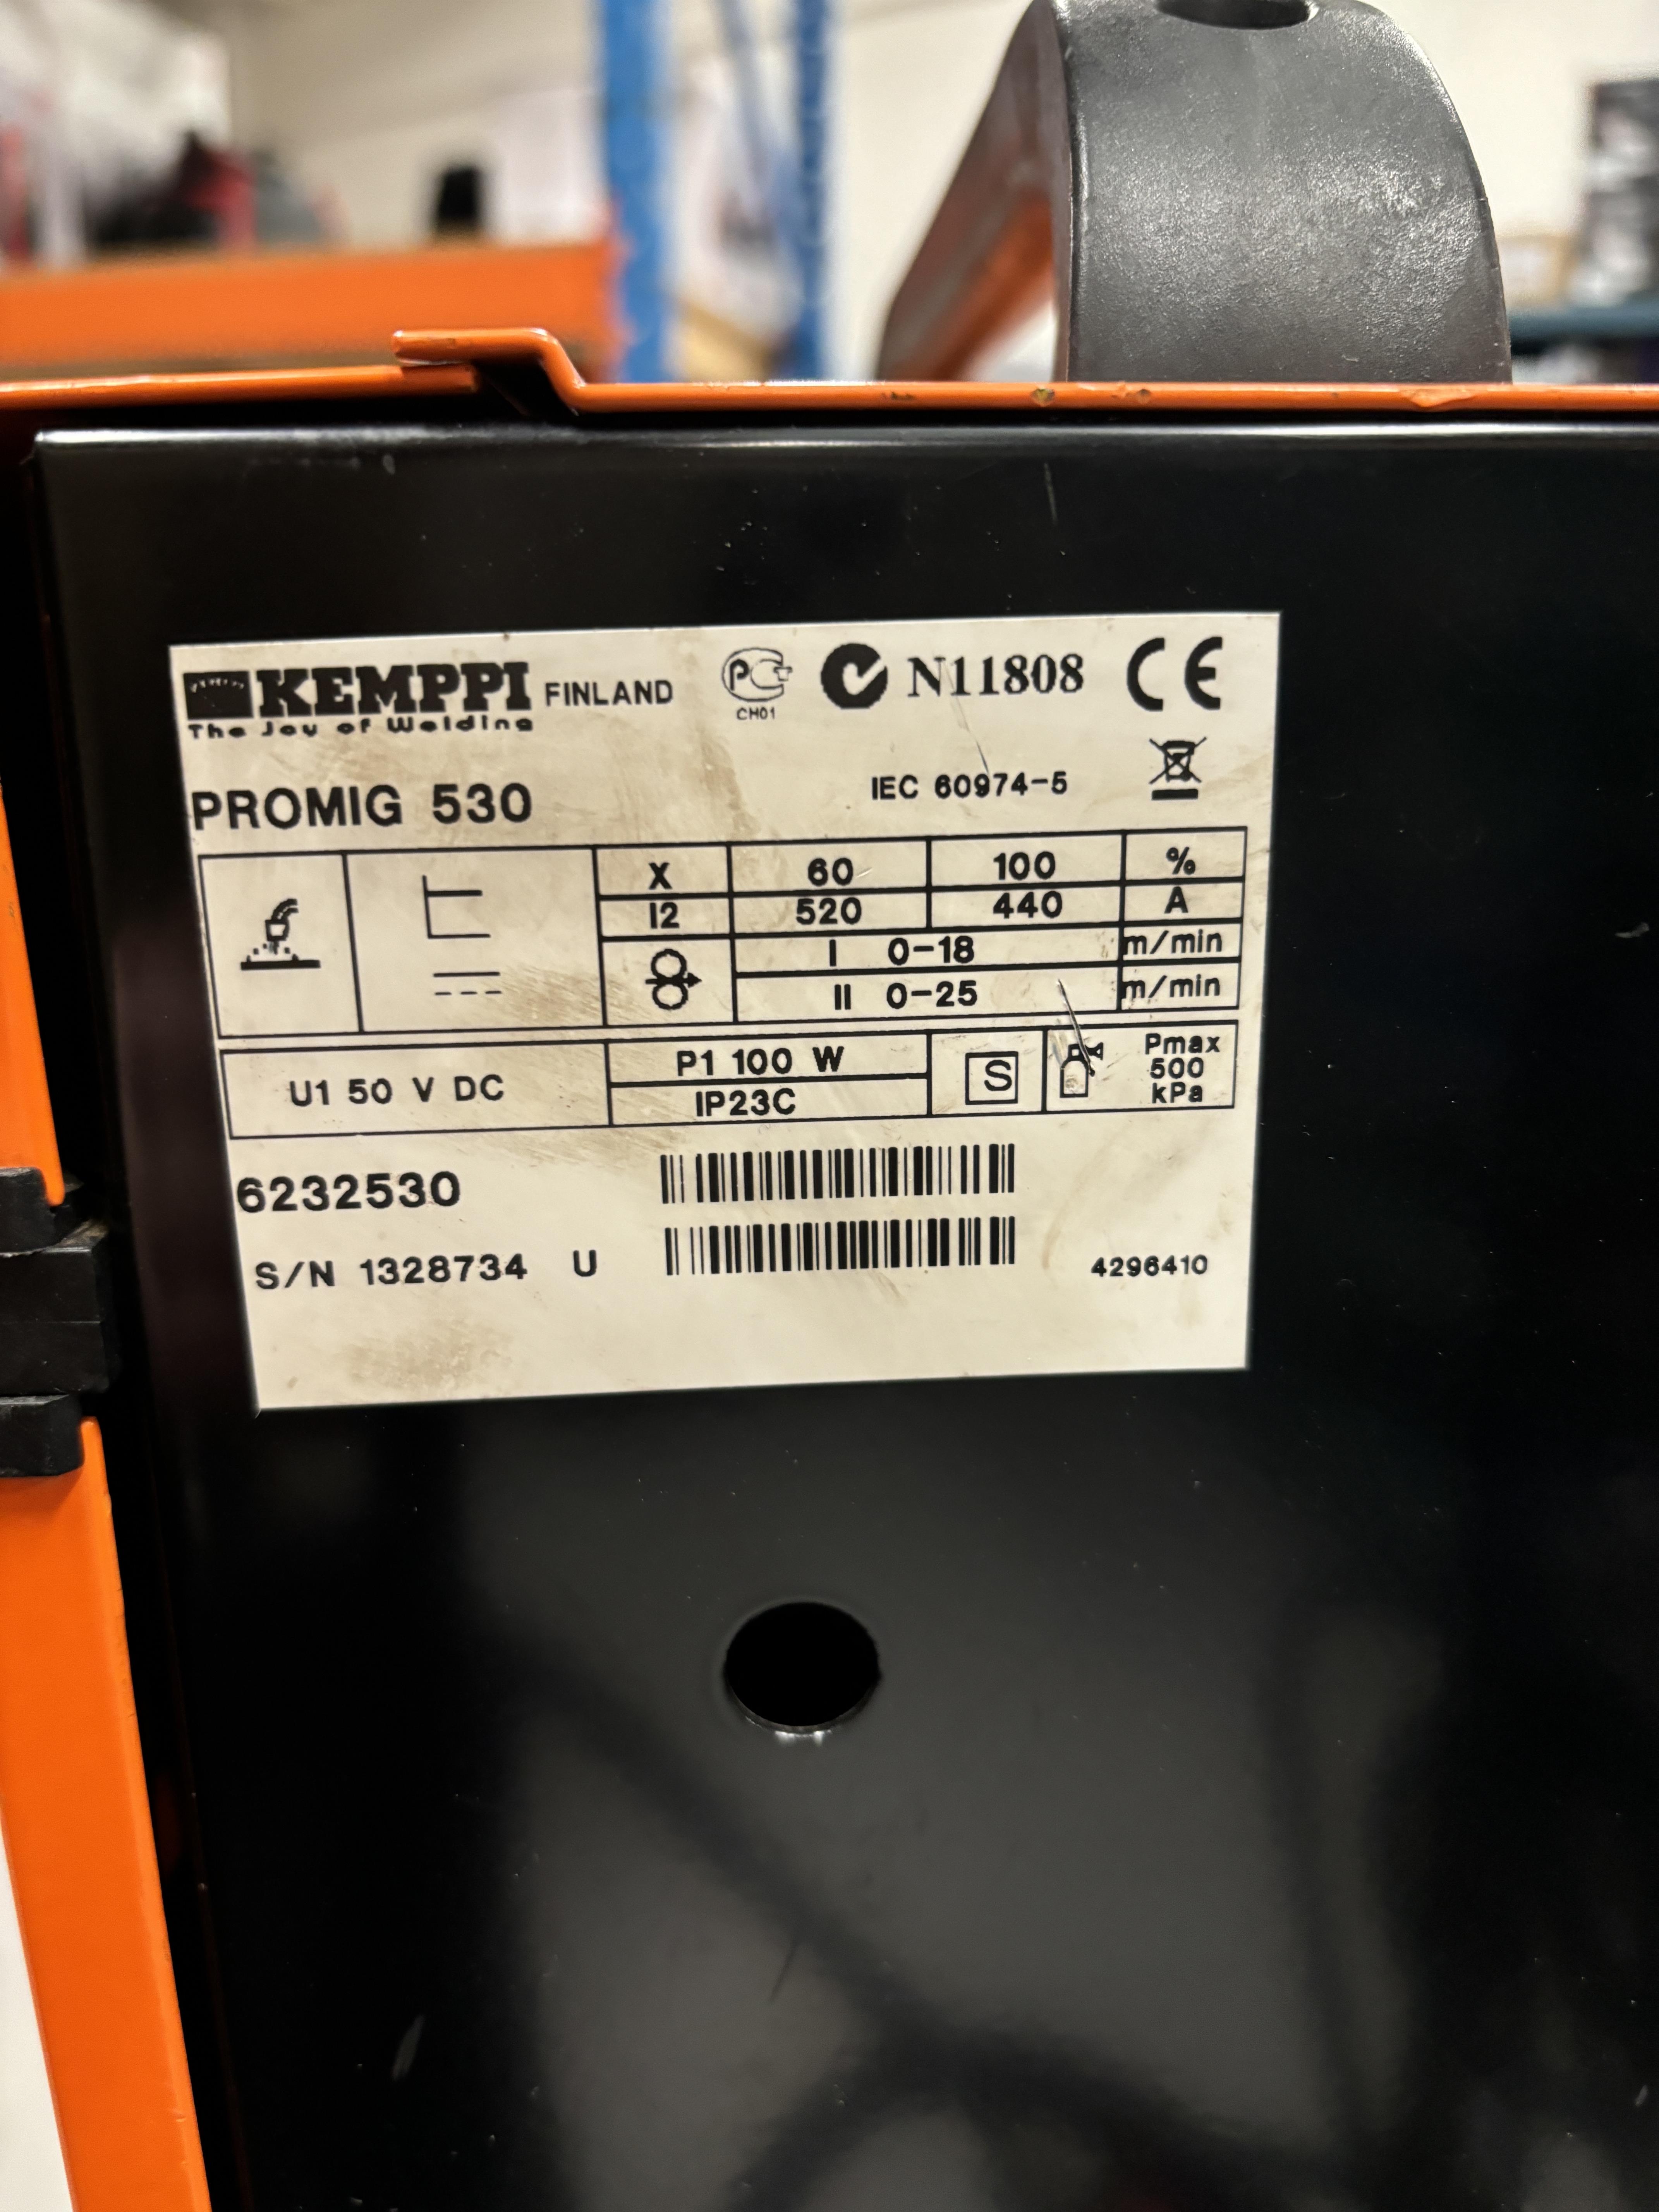 KEMPPI FINLAND
The Joy of Welding
PCT
CH01
N11808
CE
PROMIG 530
IEC 60974-5
X 60 100 %
I2 520 440 A
I 0-18 m/min
II 0-25 m/min
U1 50 V DC
P1 100 W
IP23C
S
Pmax
500
kPa
6232530
S/N 1328734 U
4296410